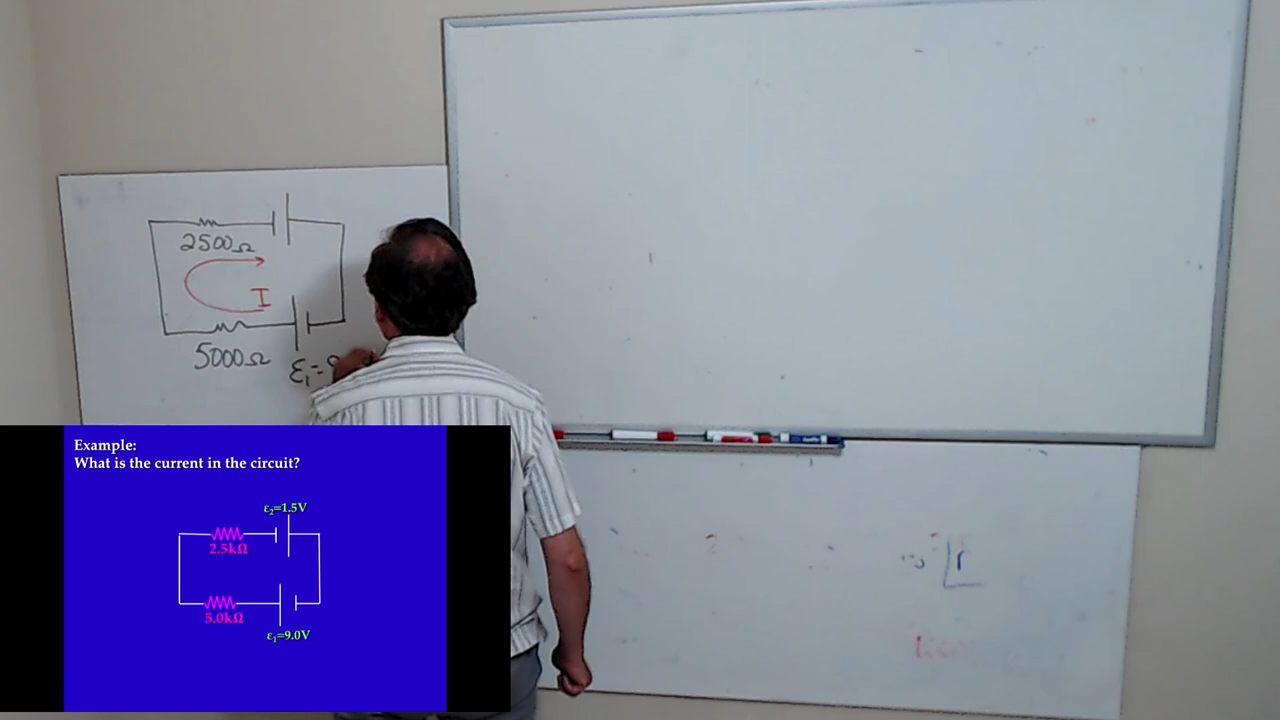 2500Ω
I
5000Ω
ε₁=
Example:
What is the current in the circuit?
ε₂=1.5V
2.5kΩ
5.0kΩ
ε₁=9.0V